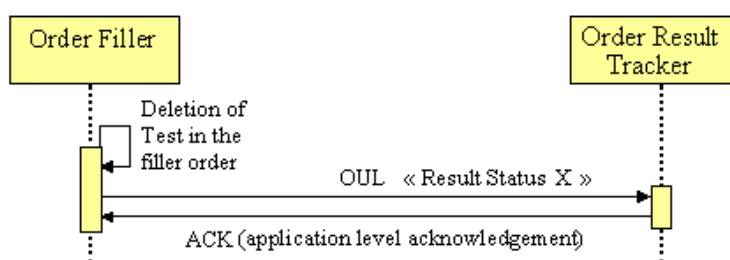 Order Filler
Order Result
Tracker
Deletion of
Test in the
filler order
OUL « Result Status X »
ACK (application level acknowledgement)